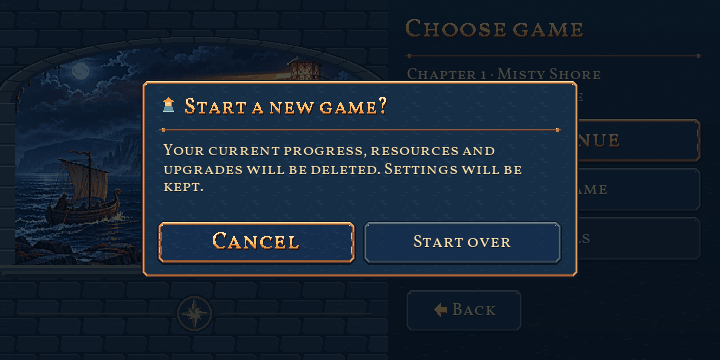 Choose game
Chapter 1 · Misty Shore
Start a new game?
Your current progress, resources and
upgrades will be deleted. Settings will be
kept.
Cancel
Start over
Back